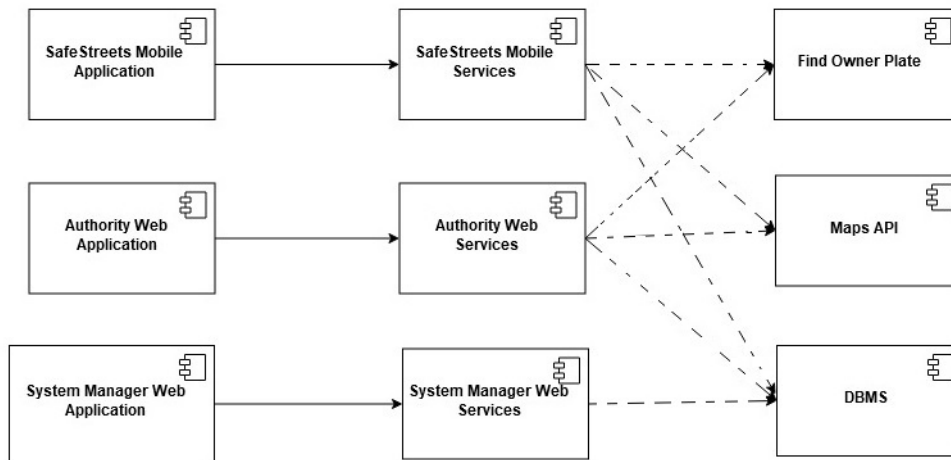 SafeStreets Mobile
Application
SafeStreets Mobile
Services
Find Owner Plate
Authority Web
Application
Authority Web
Services
Maps API
System Manager Web
Application
System Manager Web
Services
DBMS